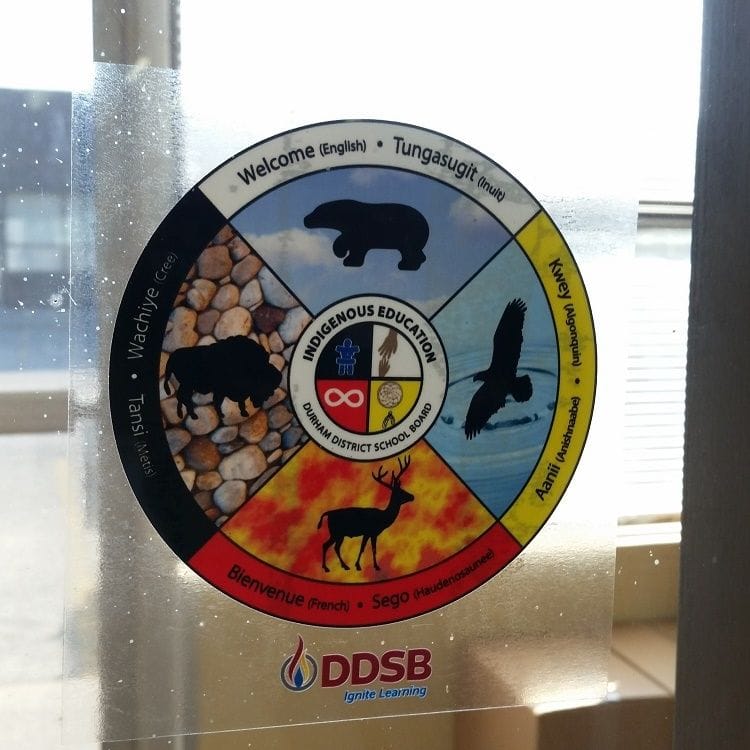 Welcome (English) • Tungasugit (Inuit)
Kwey (Algonquin) • Aanii (Anishnaabe)
Bienvenue (French) • Sego (Haudenosaunee)
Tansi (Metis) • Wachiye (Cree)
INDIGENOUS EDUCATION
DURHAM DISTRICT SCHOOL BOARD
DDSB
Ignite Learning